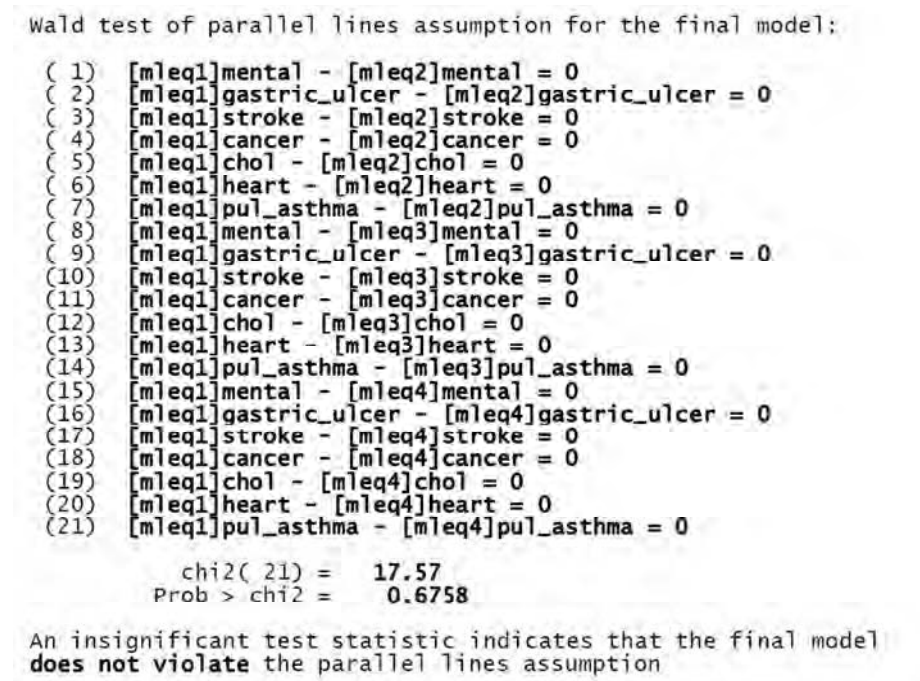 Wald test of parallel lines assumption for the final model:
( 1) [mleq1]mental - [mleq2]mental = 0
( 2) [mleq1]gastric_ulcer - [mleq2]gastric_ulcer = 0
( 3) [mleq1]stroke - [mleq2]stroke = 0
( 4) [mleq1]cancer - [mleq2]cancer = 0
( 5) [mleq1]chol - [mleq2]chol = 0
( 6) [mleq1]heart - [mleq2]heart = 0
( 7) [mleq1]pul_asthma - [mleq2]pul_asthma = 0
( 8) [mleq1]mental - [mleq3]mental = 0
( 9) [mleq1]gastric_ulcer - [mleq3]gastric_ulcer = 0
(10) [mleq1]stroke - [mleq3]stroke = 0
(11) [mleq1]cancer - [mleq3]cancer = 0
(12) [mleq1]chol - [mleq3]chol = 0
(13) [mleq1]heart - [mleq3]heart = 0
(14) [mleq1]pul_asthma - [mleq3]pul_asthma = 0
(15) [mleq1]mental - [mleq4]mental = 0
(16) [mleq1]gastric_ulcer - [mleq4]gastric_ulcer = 0
(17) [mleq1]stroke - [mleq4]stroke = 0
(18) [mleq1]cancer - [mleq4]cancer = 0
(19) [mleq1]chol - [mleq4]chol = 0
(20) [mleq1]heart - [mleq4]heart = 0
(21) [mleq1]pul_asthma - [mleq4]pul_asthma = 0
chi2( 21) = 17.57
Prob > chi2 = 0.6758
An insignificant test statistic indicates that the final model
does not violate the parallel lines assumption